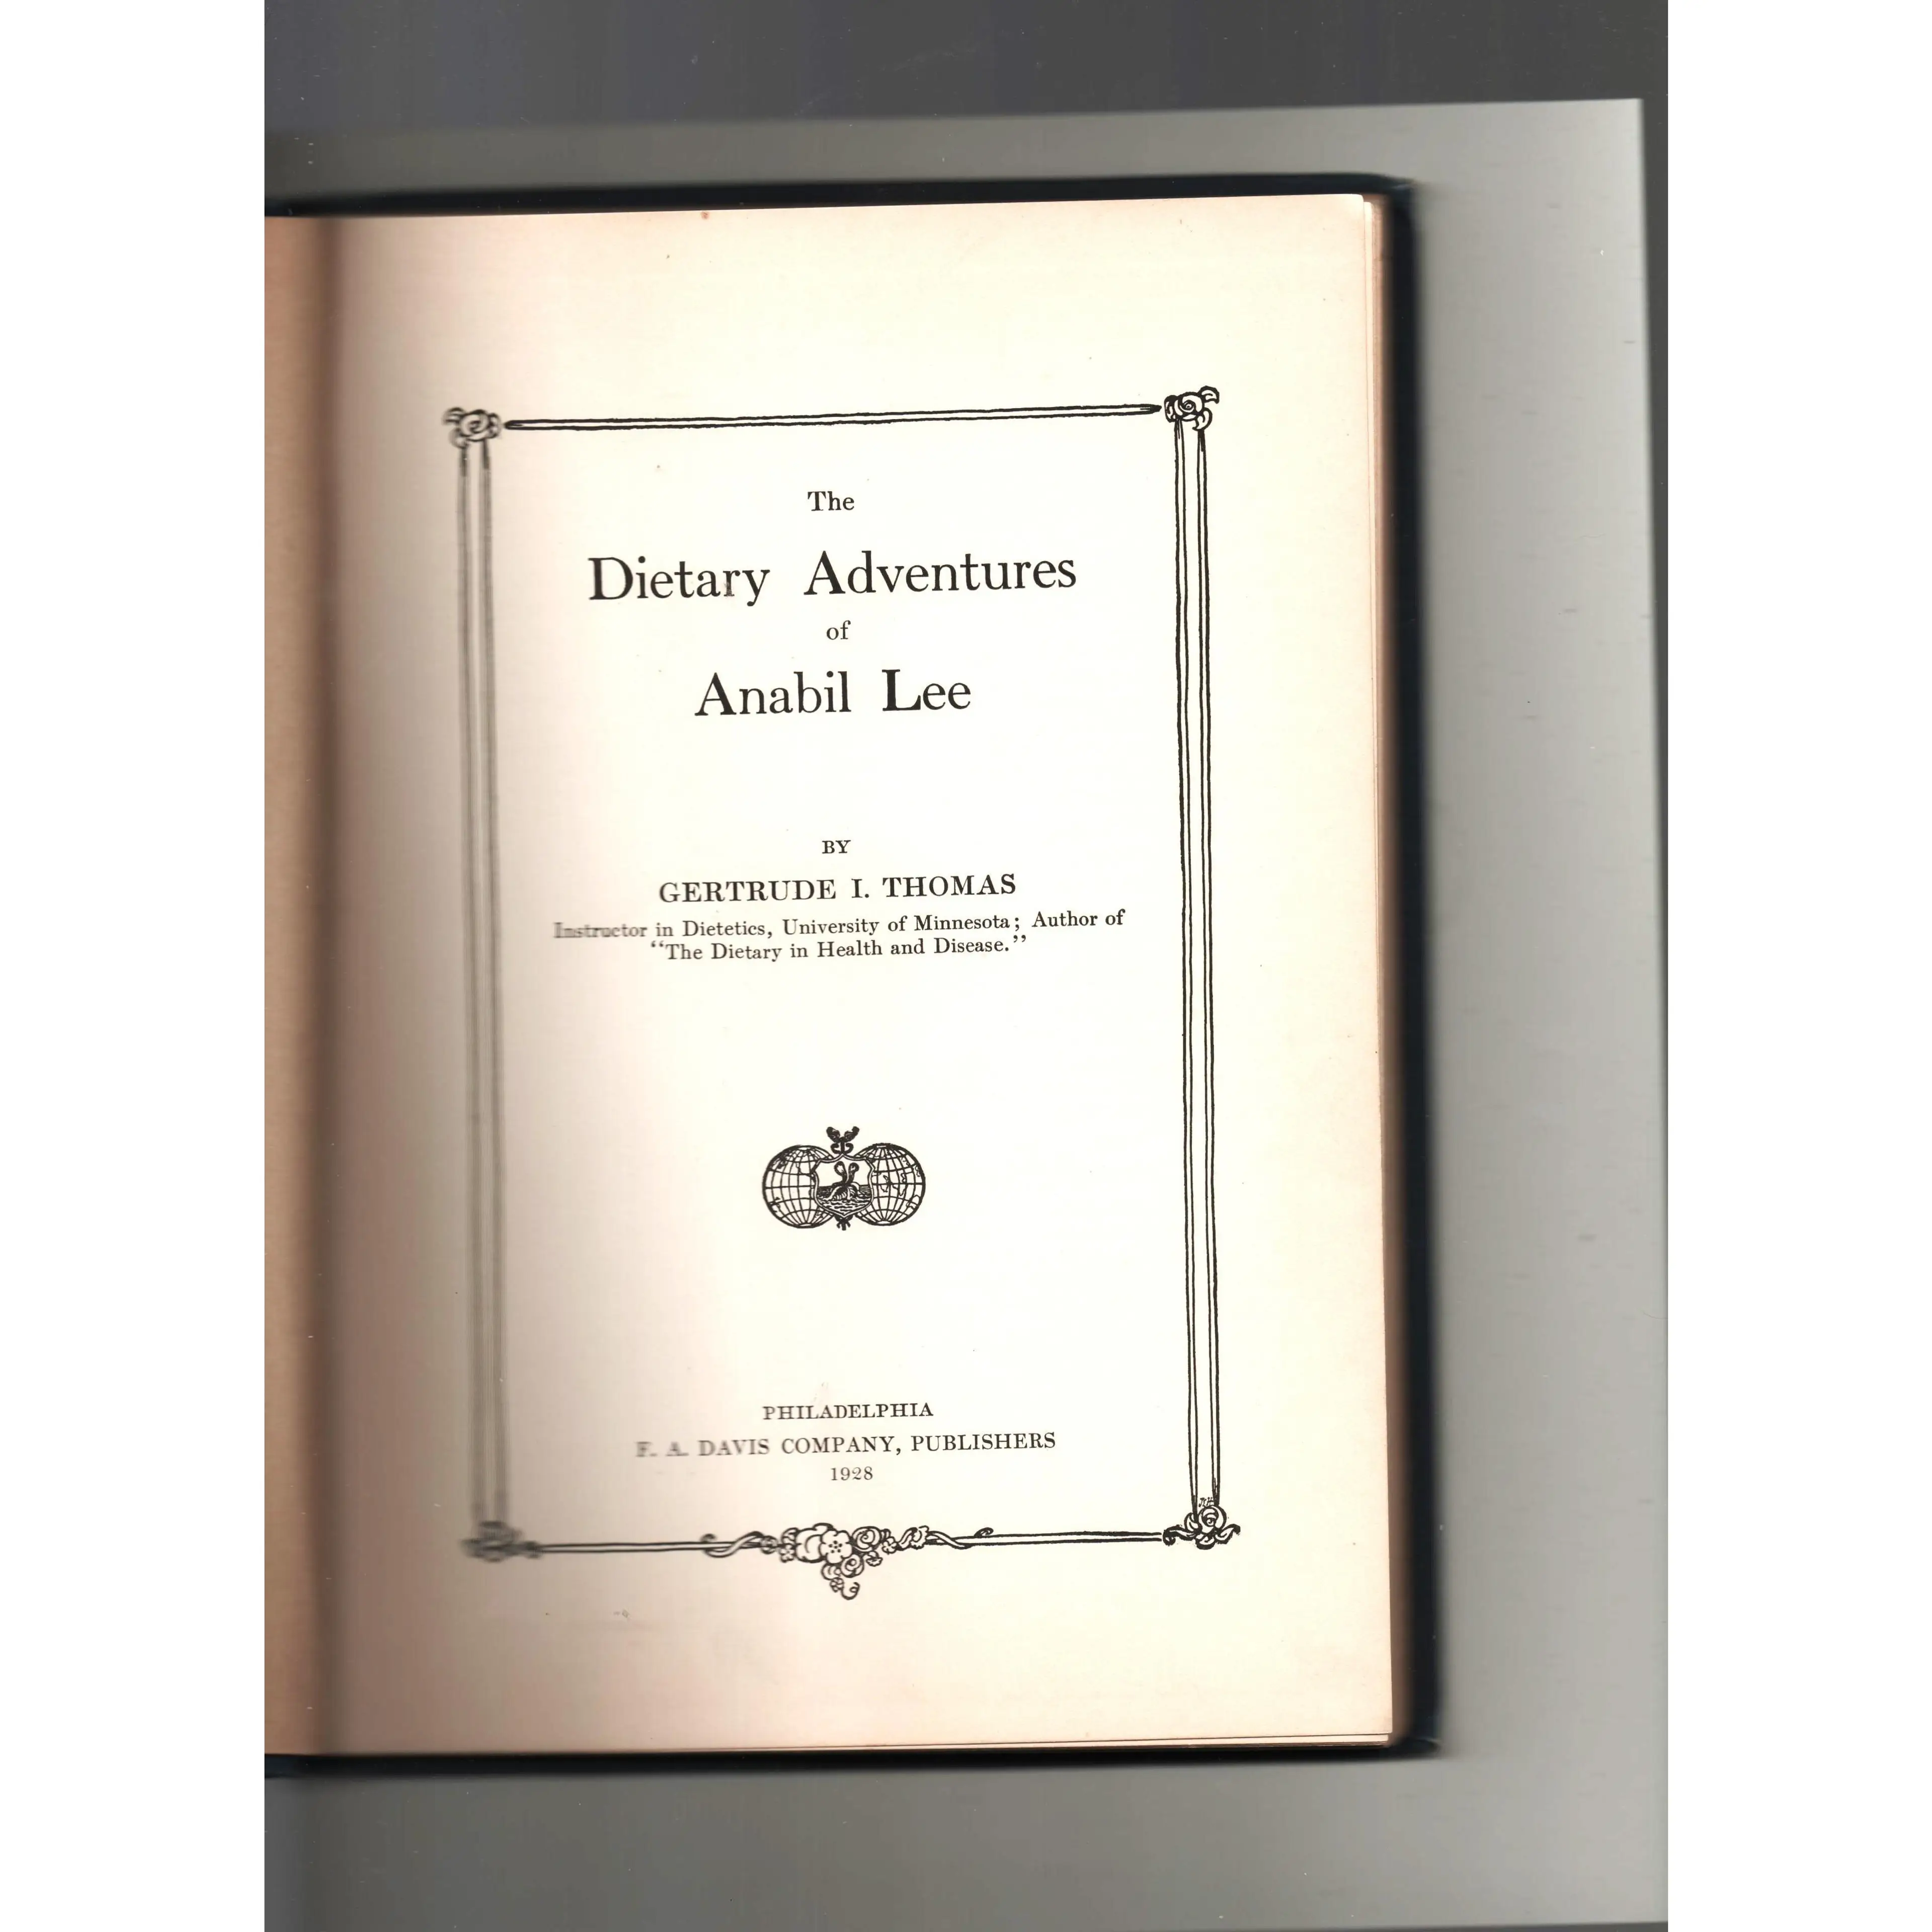 The
Dietary Adventures
of
Anabil Lee
BY
GERTRUDE I. THOMAS
Instructor in Dietetics, University of Minnesota; Author of
"The Dietary in Health and Disease."
PHILADELPHIA
F. A. DAVIS COMPANY, PUBLISHERS
1928